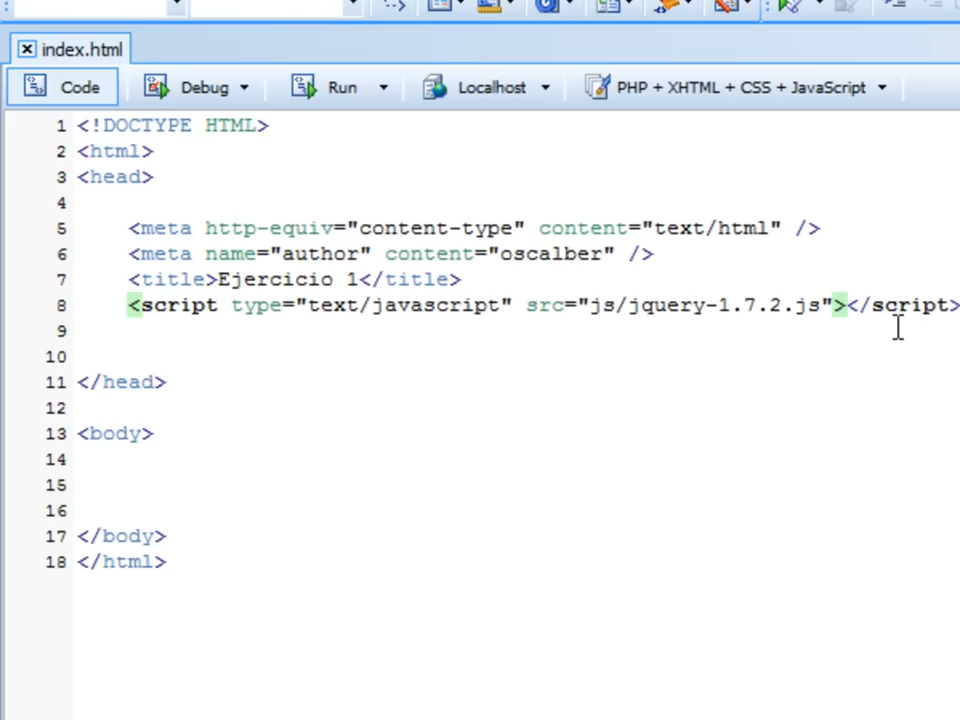 index.html
Code Debug Run Localhost PHP + XHTML + CSS + JavaScript
1 <!DOCTYPE HTML>
2 <html>
3 <head>
4
5 <meta http-equiv="content-type" content="text/html" />
6 <meta name="author" content="oscalber" />
7 <title>Ejercicio 1</title>
8 <script type="text/javascript" src="js/jquery-1.7.2.js"></script>
9
10
11 </head>
12
13 <body>
14
15
16
17 </body>
18 </html>